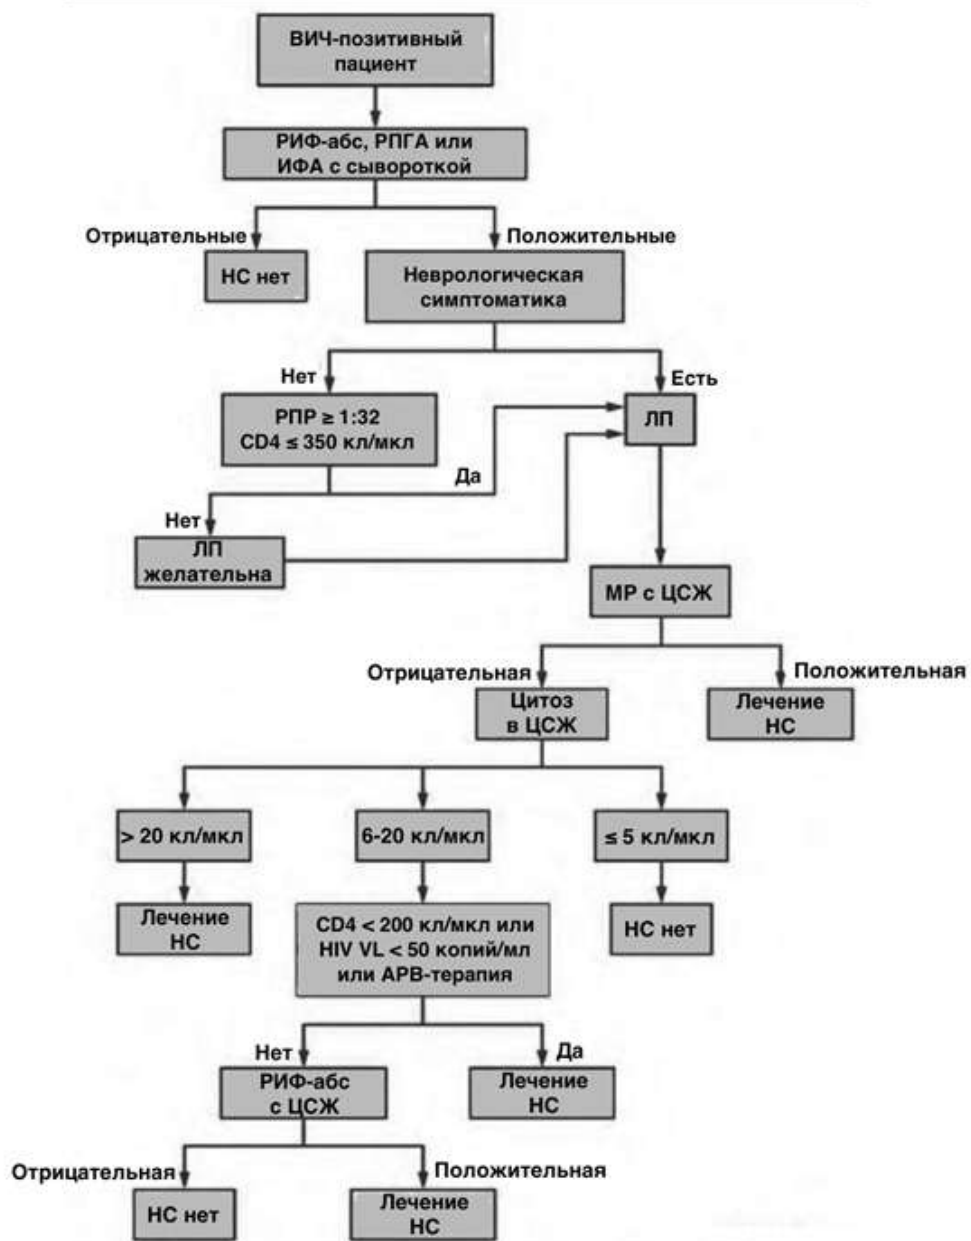 ВИЧ-позитивный
пациент
РИФ-абс, РПГА или
ИФА с сывороткой
Отрицательные
Положительные
НС нет
Неврологическая
симптоматика
Нет
Есть
РПР ≥ 1:32
CD4 ≤ 350 кл/мкл
ЛП
Да
Нет
ЛП
желательна
МР с ЦСЖ
Отрицательная
Положительная
Цитоз
в ЦСЖ
Лечение
НС
> 20 кл/мкл
6-20 кл/мкл
≤ 5 кл/мкл
Лечение
НС
CD4 < 200 кл/мкл или
HIV VL < 50 копий/мл
или АРВ-терапия
НС нет
Нет
Да
РИФ-абс
с ЦСЖ
Лечение
НС
Отрицательная
Положительная
НС нет
Лечение
НС